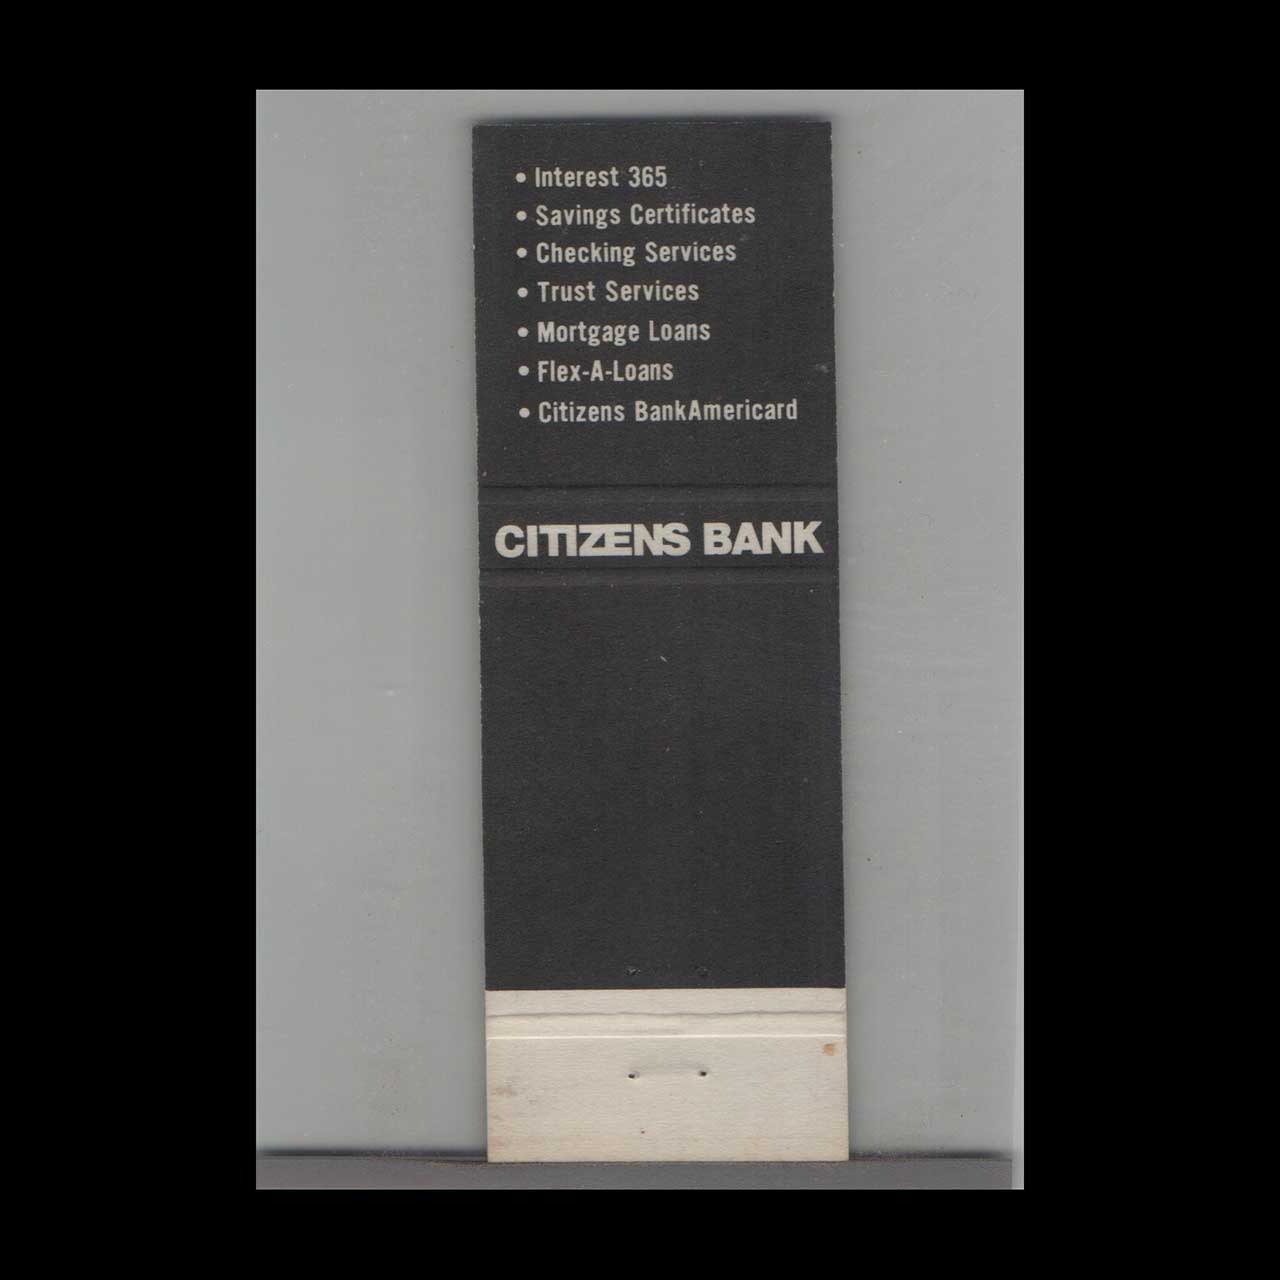 • Interest 365
• Savings Certificates
• Checking Services
• Trust Services
• Mortgage Loans
• Flex-A-Loans
• Citizens BankAmericard
CITIZENS BANK